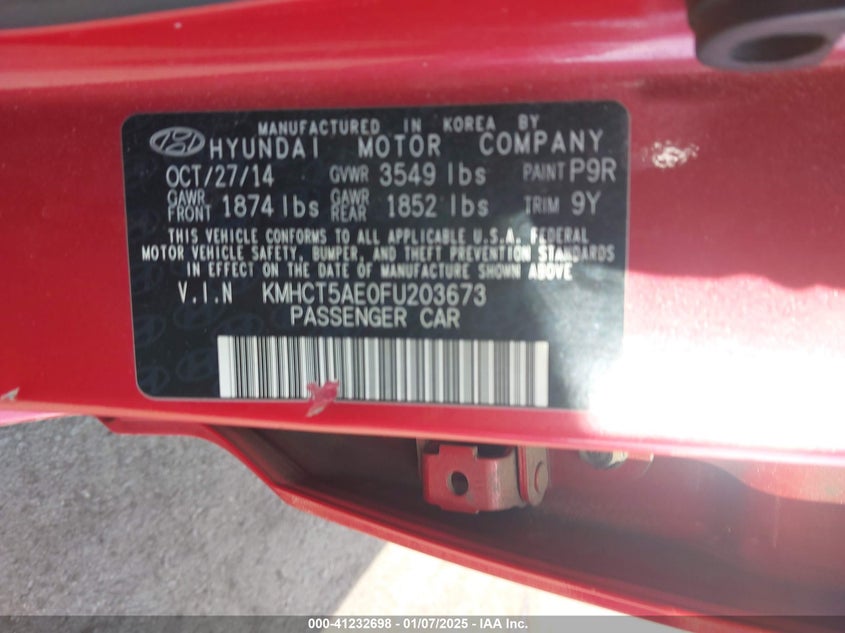 MANUFACTURED IN KOREA BY
HYUNDAI MOTOR COMPANY
OCT/27/14 GVWR 3549 lbs PAINT P9R
GAWR FRONT 1874 lbs GAWR REAR 1852 lbs TRIM 9Y
THIS VEHICLE CONFORMS TO ALL APPLICABLE U.S.A. FEDERAL
MOTOR VEHICLE SAFETY, BUMPER, AND THEFT PREVENTION STANDARDS
IN EFFECT ON THE DATE OF MANUFACTURE SHOWN ABOVE
V.I.N KMHCT5AE0FU203673
PASSENGER CAR
000-41232698 - 01/07/2025 - IAA, Inc.